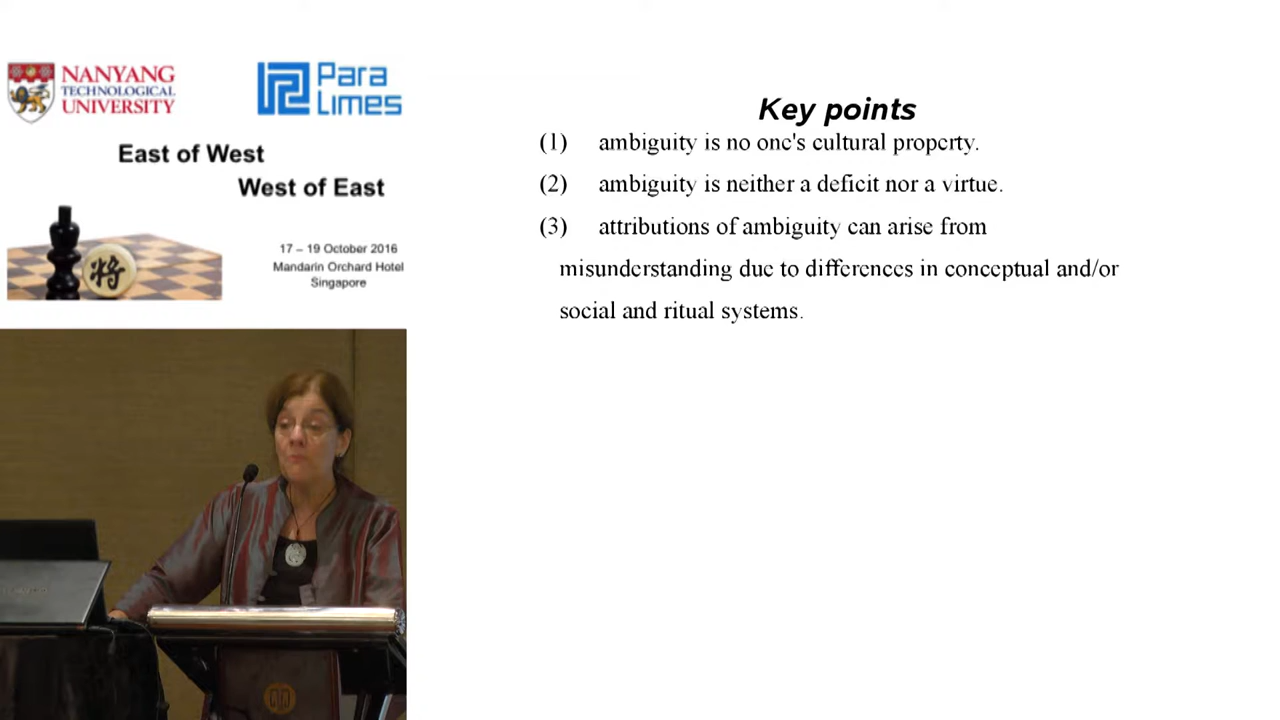 NANYANG
TECHNOLOGICAL
UNIVERSITY
Para
Limes
East of West
West of East
將
17 – 19 October 2016
Mandarin Orchard Hotel
Singapore
Key points
(1) ambiguity is no one's cultural property.
(2) ambiguity is neither a deficit nor a virtue.
(3) attributions of ambiguity can arise from
misunderstanding due to differences in conceptual and/or
social and ritual systems.